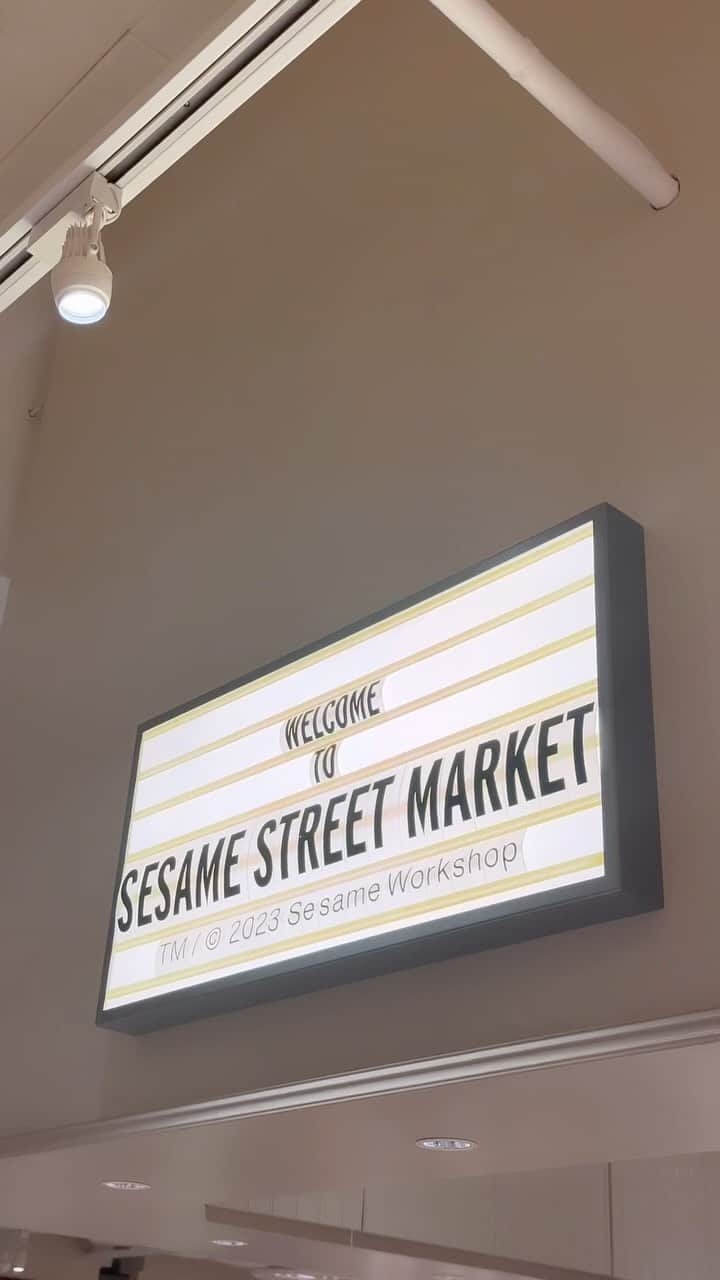 WELCOME
TO
SESAME STREET MARKET
TM / © 2023 Sesame Workshop